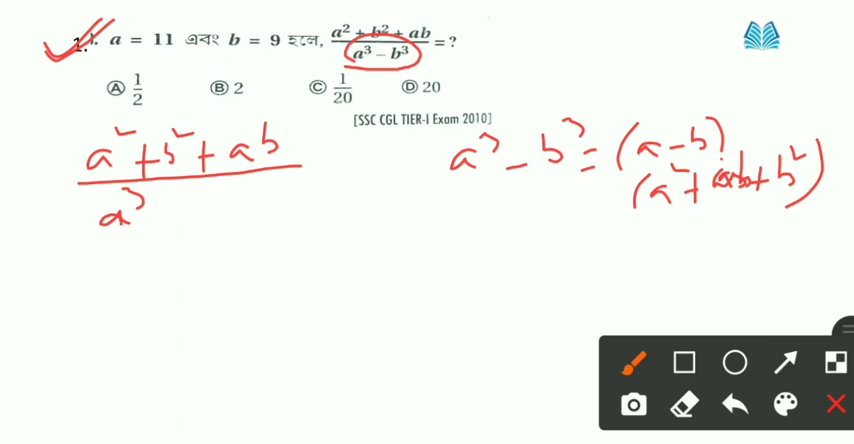 1. a = 11 এবং b = 9 হলে, (a² + b² + ab)/(a³ − b³) = ?
Ⓐ 1/2 Ⓑ 2 Ⓒ 1/20 Ⓓ 20
[SSC CGL TIER-I Exam 2010]
(a² + b² + ab)/a³
a³ − b³ = (a − b)
(a² + ab + b²)